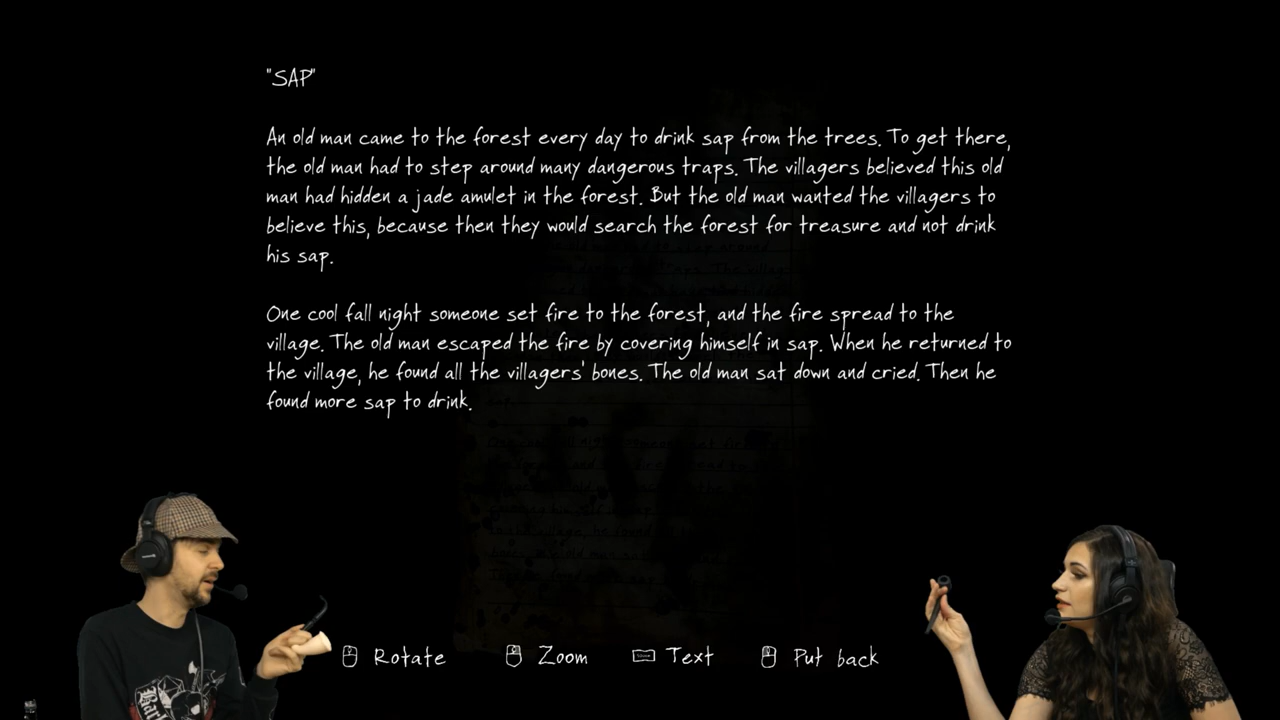 "SAP"
An old man came to the forest every day to drink sap from the trees. To get there,
the old man had to step around many dangerous traps. The villagers believed this old
man had hidden a jade amulet in the forest. But the old man wanted the villagers to
believe this, because then they would search the forest for treasure and not drink
his sap.
One cool fall night someone set fire to the forest, and the fire spread to the
village. The old man escaped the fire by covering himself in sap. When he returned to
the village, he found all the villagers' bones. The old man sat down and cried. Then he
found more sap to drink.
Rotate Zoom Text Put back